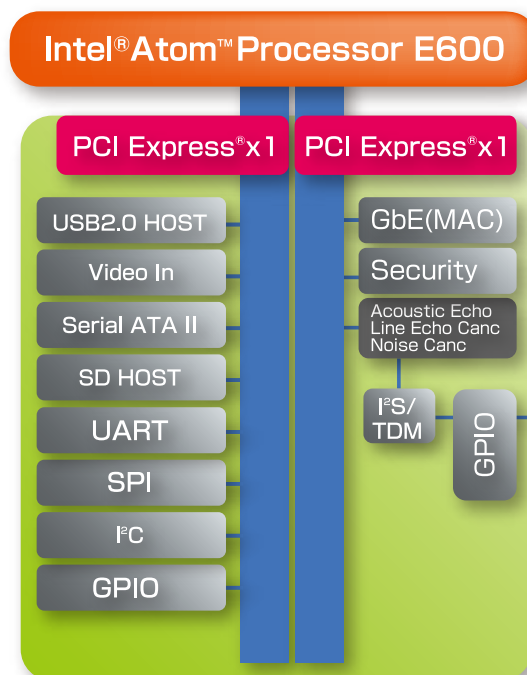 Intel®Atom™Processor E600
PCI Express®x1
PCI Express®x1
USB2.0 HOST
Video In
Serial ATA II
SD HOST
UART
SPI
I²C
GPIO
GbE(MAC)
Security
Acoustic Echo
Line Echo Canc
Noise Canc
I²S/
TDM
GPIO